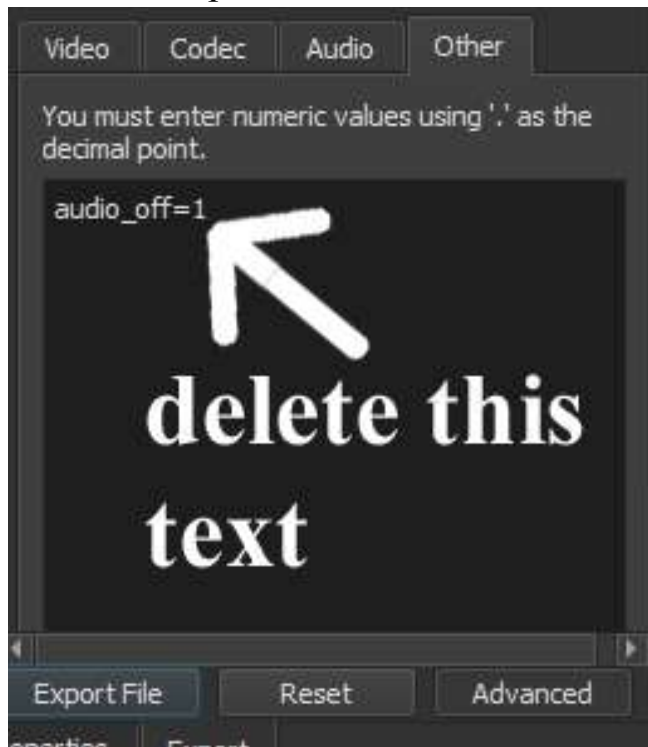 Video Codec Audio Other
You must enter numeric values using '.' as the
decimal point.
audio_off=1
delete this
text
Export File Reset Advanced
Export